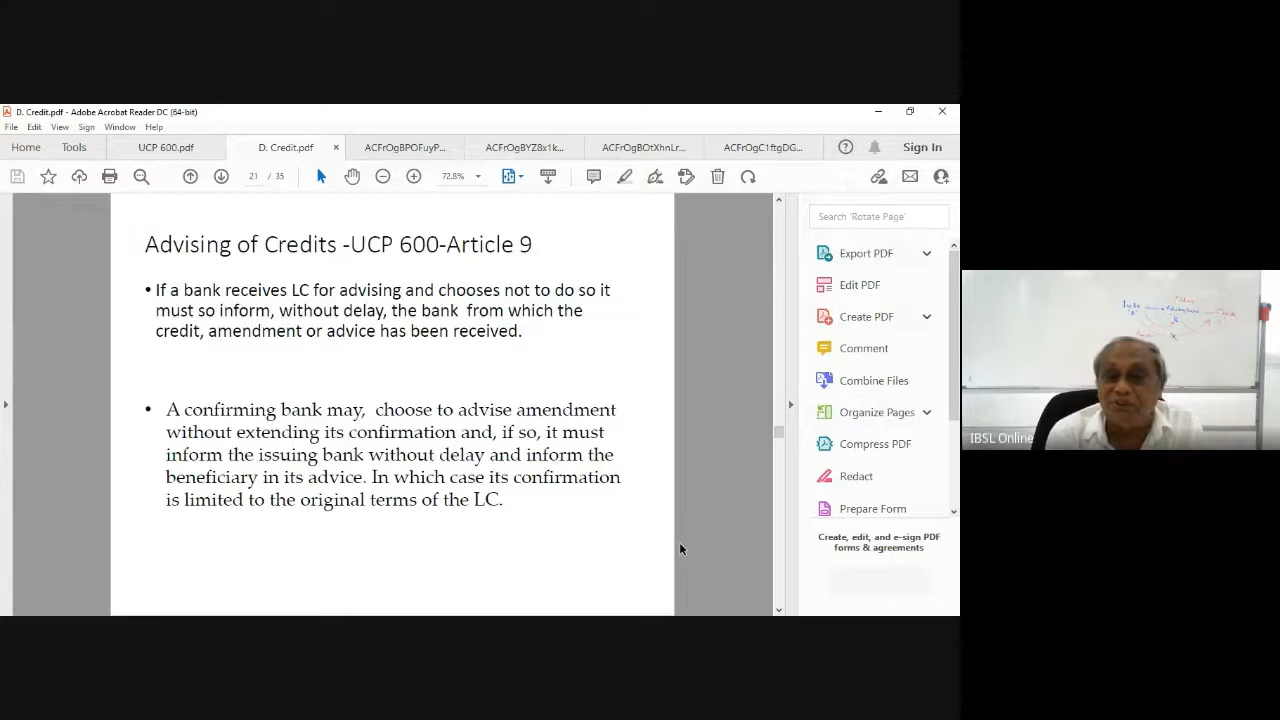 D. Credit.pdf - Adobe Acrobat Reader DC (64-bit)
File Edit View Sign Window Help
Home Tools UCP 600.pdf D. Credit.pdf × ACFrOgBPOFuyP... ACFrOgBYZ8x1k... ACFrOgBOtXhnLr... ACFrOgC1ftgDG... Sign In
21 / 35 72.8%
Advising of Credits -UCP 600-Article 9
• If a bank receives LC for advising and chooses not to do so it
must so inform, without delay, the bank from which the
credit, amendment or advice has been received.
• A confirming bank may, choose to advise amendment
without extending its confirmation and, if so, it must
inform the issuing bank without delay and inform the
beneficiary in its advice. In which case its confirmation
is limited to the original terms of the LC.
Search 'Rotate Page'
Export PDF
Edit PDF
Create PDF
Comment
Combine Files
Organize Pages
Compress PDF
Redact
Prepare Form
Create, edit, and e-sign PDF
forms & agreements
IBSL Online